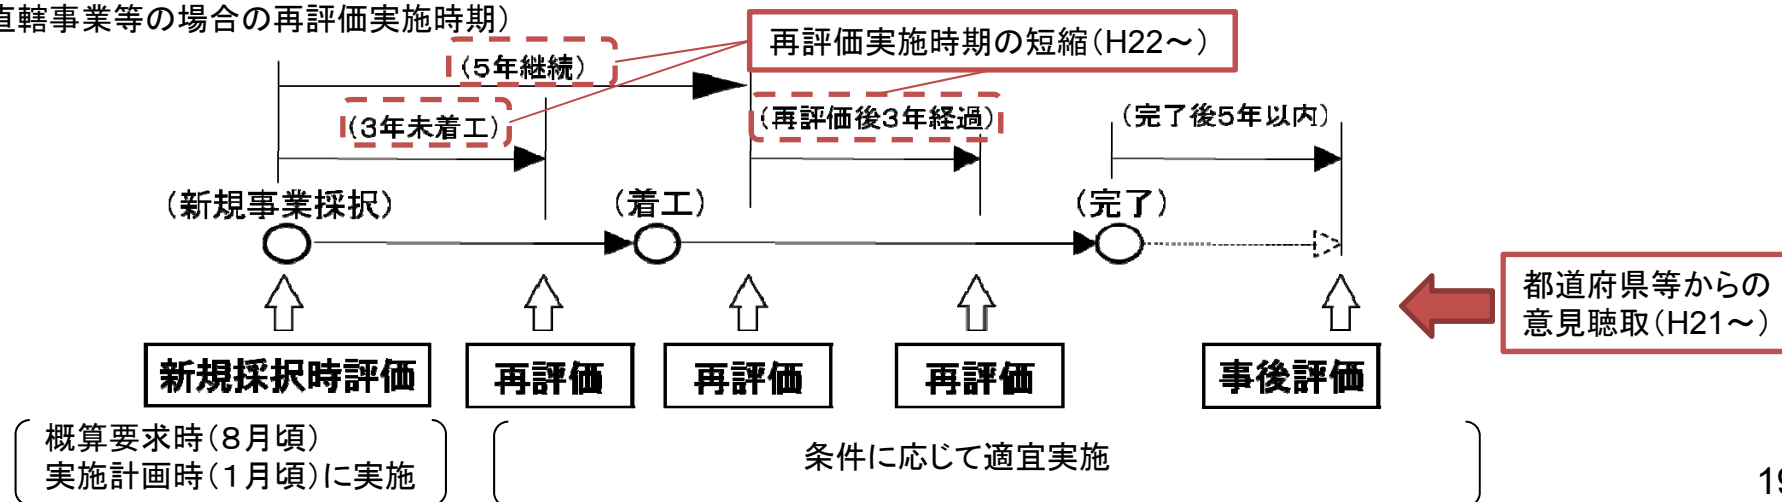 直轄事業等の場合の再評価実施時期）
再評価実施時期の短縮（H22～）
（5年継続）
（3年未着工）
（再評価後3年経過）
（完了後5年以内）
（新規事業採択）
（着工）
（完了）
都道府県等からの
意見聴取（H21～）
新規採択時評価
再評価
再評価
再評価
事後評価
概算要求時（８月頃）
実施計画時（１月頃）に実施
条件に応じて適宜実施
19